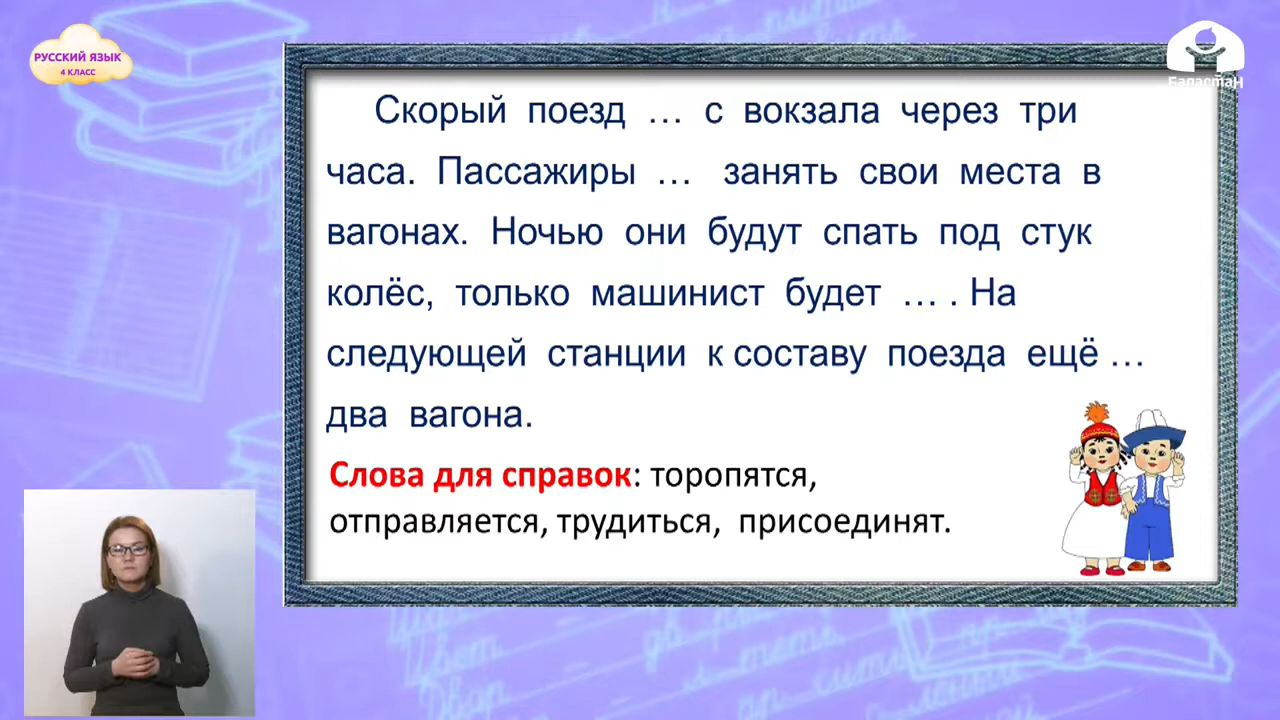 РУССКИЙ ЯЗЫК
4 КЛАСС
Баластан
Скорый поезд … с вокзала через три
часа. Пассажиры … занять свои места в
вагонах. Ночью они будут спать под стук
колёс, только машинист будет … . На
следующей станции к составу поезда ещё …
два вагона.
Слова для справок: торопятся,
отправляется, трудиться, присоединят.